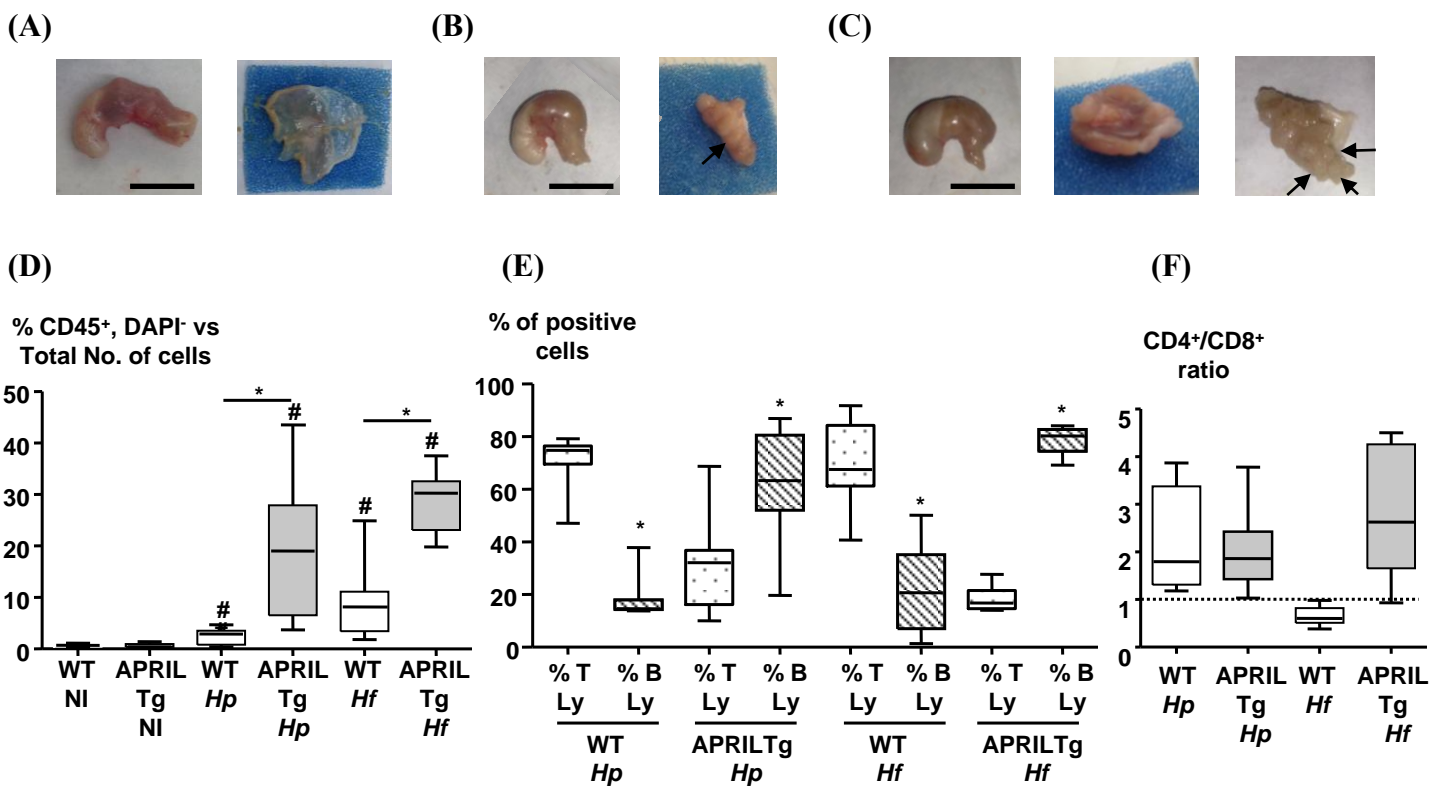 (A)
(B)
(C)
(D)
% CD45⁺, DAPI⁻ vs
Total No. of cells
50
40
30
20
10
0
*
*
#
#
#
#
#
WT
NI
APRIL
Tg
NI
WT
Hp
APRIL
Tg
Hp
WT
Hf
APRIL
Tg
Hf
(E)
% of positive
cells
100
80
60
40
20
0
*
*
*
*
% T
Ly
% B
Ly
% T
Ly
% B
Ly
% T
Ly
% B
Ly
% T
Ly
% B
Ly
WT
Hp
APRILTg
Hp
WT
Hf
APRILTg
Hf
(F)
CD4⁺/CD8⁺
ratio
5
4
3
2
1
0
WT
Hp
APRIL
Tg
Hp
WT
Hf
APRIL
Tg
Hf